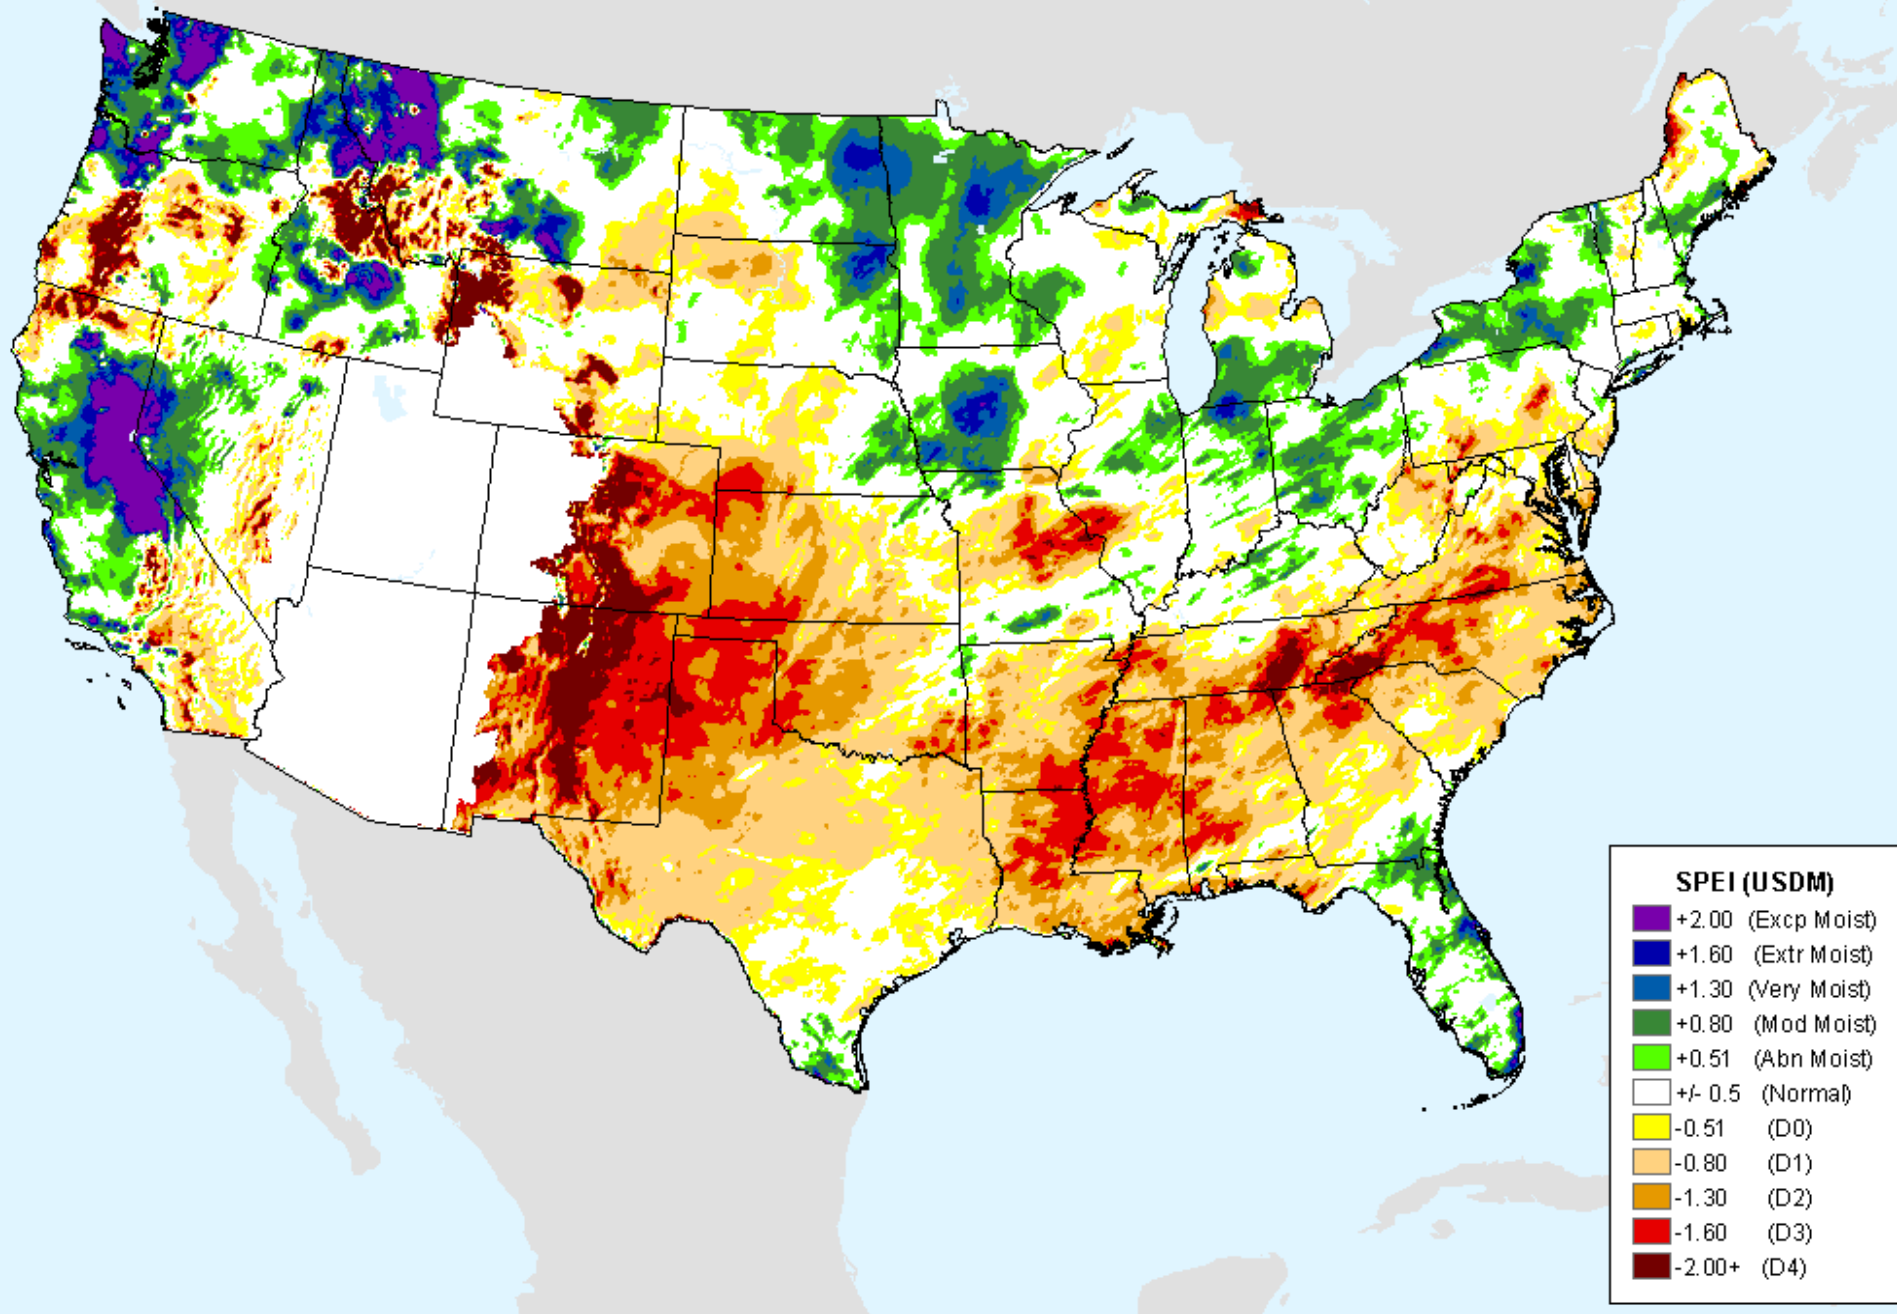 SPEI (USDM)
+2.00 (Excp Moist)
+1.60 (Extr Moist)
+1.30 (Very Moist)
+0.80 (Mod Moist)
+0.51 (Abn Moist)
+/- 0.5 (Normal)
-0.51 (D0)
-0.80 (D1)
-1.30 (D2)
-1.60 (D3)
-2.00+ (D4)